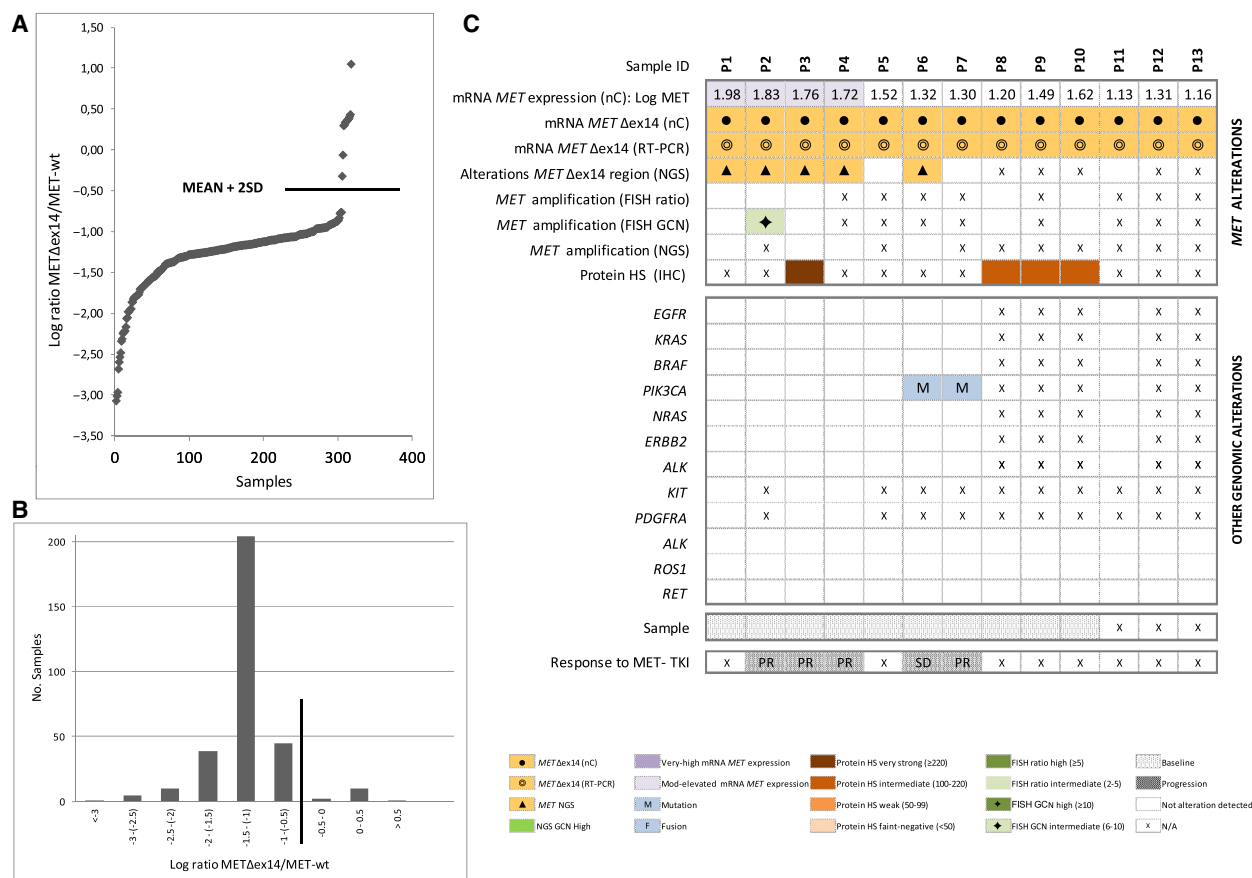 A
1,50
1,00
0,50
0,00
−0,50
−1,00
−1,50
−2,00
−2,50
−3,00
−3,50
MEAN + 2SD
Log ratio METΔex14/MET-wt
0 100 200 300 400
Samples
B
200
150
100
50
0
No. Samples
<-3
-3 -(-2.5)
-2.5 -(-2)
-2 - (-1.5)
-1.5 - (-1)
-1 - (-0.5)
-0.5 - 0
0 - 0.5
> 0.5
Log ratio METΔex14/MET-wt
C
Sample ID P1 P2 P3 P4 P5 P6 P7 P8 P9 P10 P11 P12 P13
mRNA MET expression (nC): Log MET 1.98 1.83 1.76 1.72 1.52 1.32 1.30 1.20 1.49 1.62 1.13 1.31 1.16
mRNA MET Δex14 (nC)
mRNA MET Δex14 (RT-PCR)
Alterations MET Δex14 region (NGS) X X X X X
MET amplification (FISH ratio) X X X X X X X X
MET amplification (FISH GCN) X X X X X X X X
MET amplification (NGS) X X X X X X X X X
Protein HS (IHC) X X X X X X X X X
MET ALTERATIONS
EGFR X X X X X
KRAS X X X X X
BRAF X X X X X
PIK3CA M M X X X X X
NRAS X X X X X
ERBB2 X X X X X
ALK X X X X X
KIT X X X X X X X X X X
PDGFRA X X X X X X X X X X
ALK
ROS1
RET
OTHER GENOMIC ALTERATIONS
Sample X X X
Response to MET- TKI X PR PR PR X SD PR X X X X X X
METΔex14 (nC)
METΔex14 (RT-PCR)
MET NGS
NGS GCN High
Very-high mRNA MET expression
Mod-elevated mRNA MET expression
M Mutation
F Fusion
Protein HS very strong (≥220)
Protein HS intermediate (100-220)
Protein HS weak (50-99)
Protein HS faint-negative (<50)
FISH ratio high (≥5)
FISH ratio intermediate (2-5)
FISH GCN high (≥10)
FISH GCN intermediate (6-10)
Baseline
Progression
Not alteration detected
X N/A